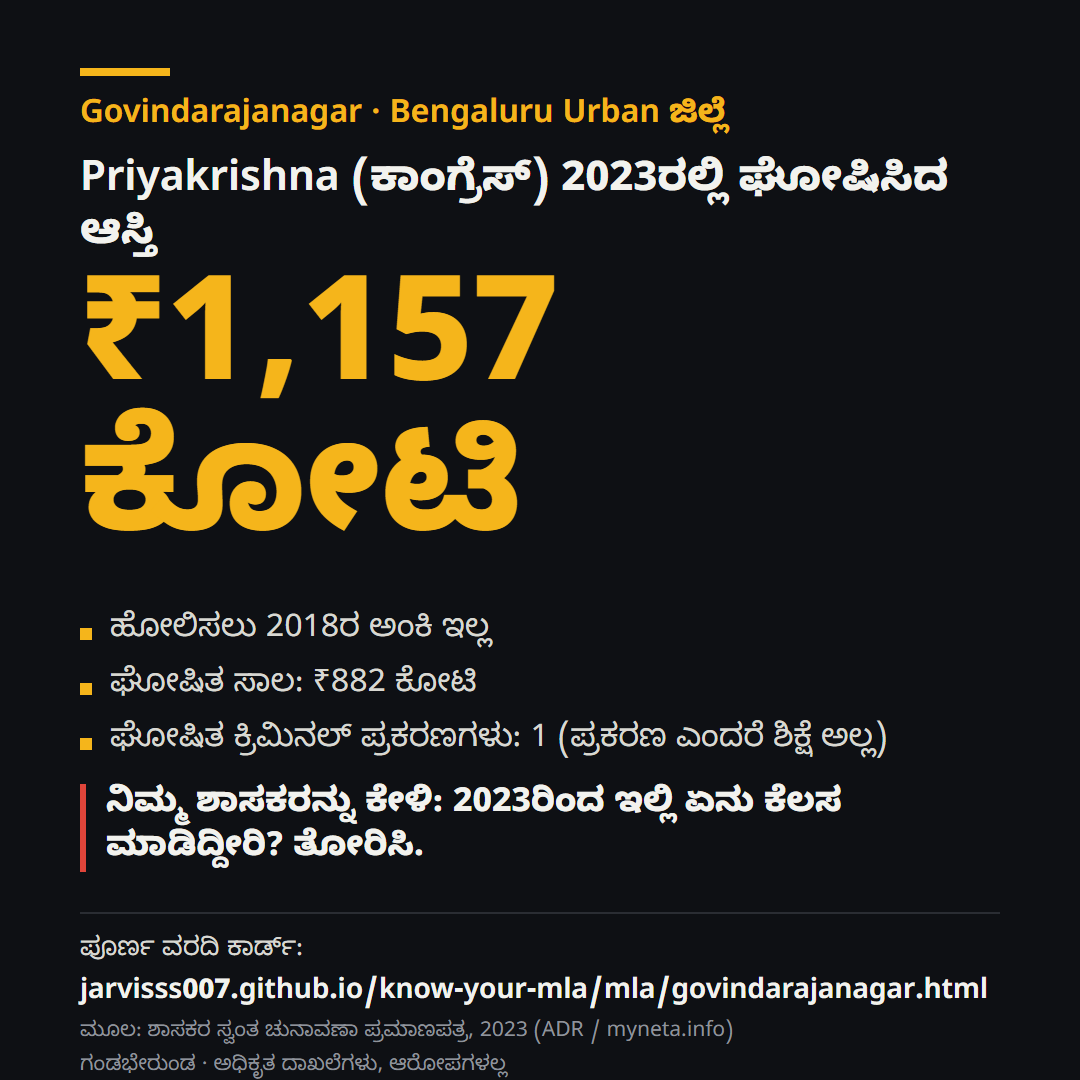 Govindarajanagar · Bengaluru Urban ಜಿಲ್ಲೆ
Priyakrishna (ಕಾಂಗ್ರೆಸ್) 2023ರಲ್ಲಿ ಘೋಷಿಸಿದ
ಆಸ್ತಿ
₹1,157
ಕೋಟಿ
ಹೋಲಿಸಲು 2018ರ ಅಂಕಿ ಇಲ್ಲ
ಘೋಷಿತ ಸಾಲ: ₹882 ಕೋಟಿ
ಘೋಷಿತ ಕ್ರಿಮಿನಲ್ ಪ್ರಕರಣಗಳು: 1 (ಪ್ರಕರಣ ಎಂದರೆ ಶಿಕ್ಷೆ ಅಲ್ಲ)
ನಿಮ್ಮ ಶಾಸಕರನ್ನು ಕೇಳಿ: 2023ರಿಂದ ಇಲ್ಲಿ ಏನು ಕೆಲಸ
ಮಾಡಿದ್ದೀರಿ? ತೋರಿಸಿ.
ಪೂರ್ಣ ವರದಿ ಕಾರ್ಡ್:
jarvisss007.github.io/know-your-mla/mla/govindarajanagar.html
ಮೂಲ: ಶಾಸಕರ ಸ್ವಂತ ಚುನಾವಣಾ ಪ್ರಮಾಣಪತ್ರ, 2023 (ADR / myneta.info)
ಗಂಡಭೇರುಂಡ · ಅಧಿಕೃತ ದಾಖಲೆಗಳು, ಆರೋಪಗಳಲ್ಲ